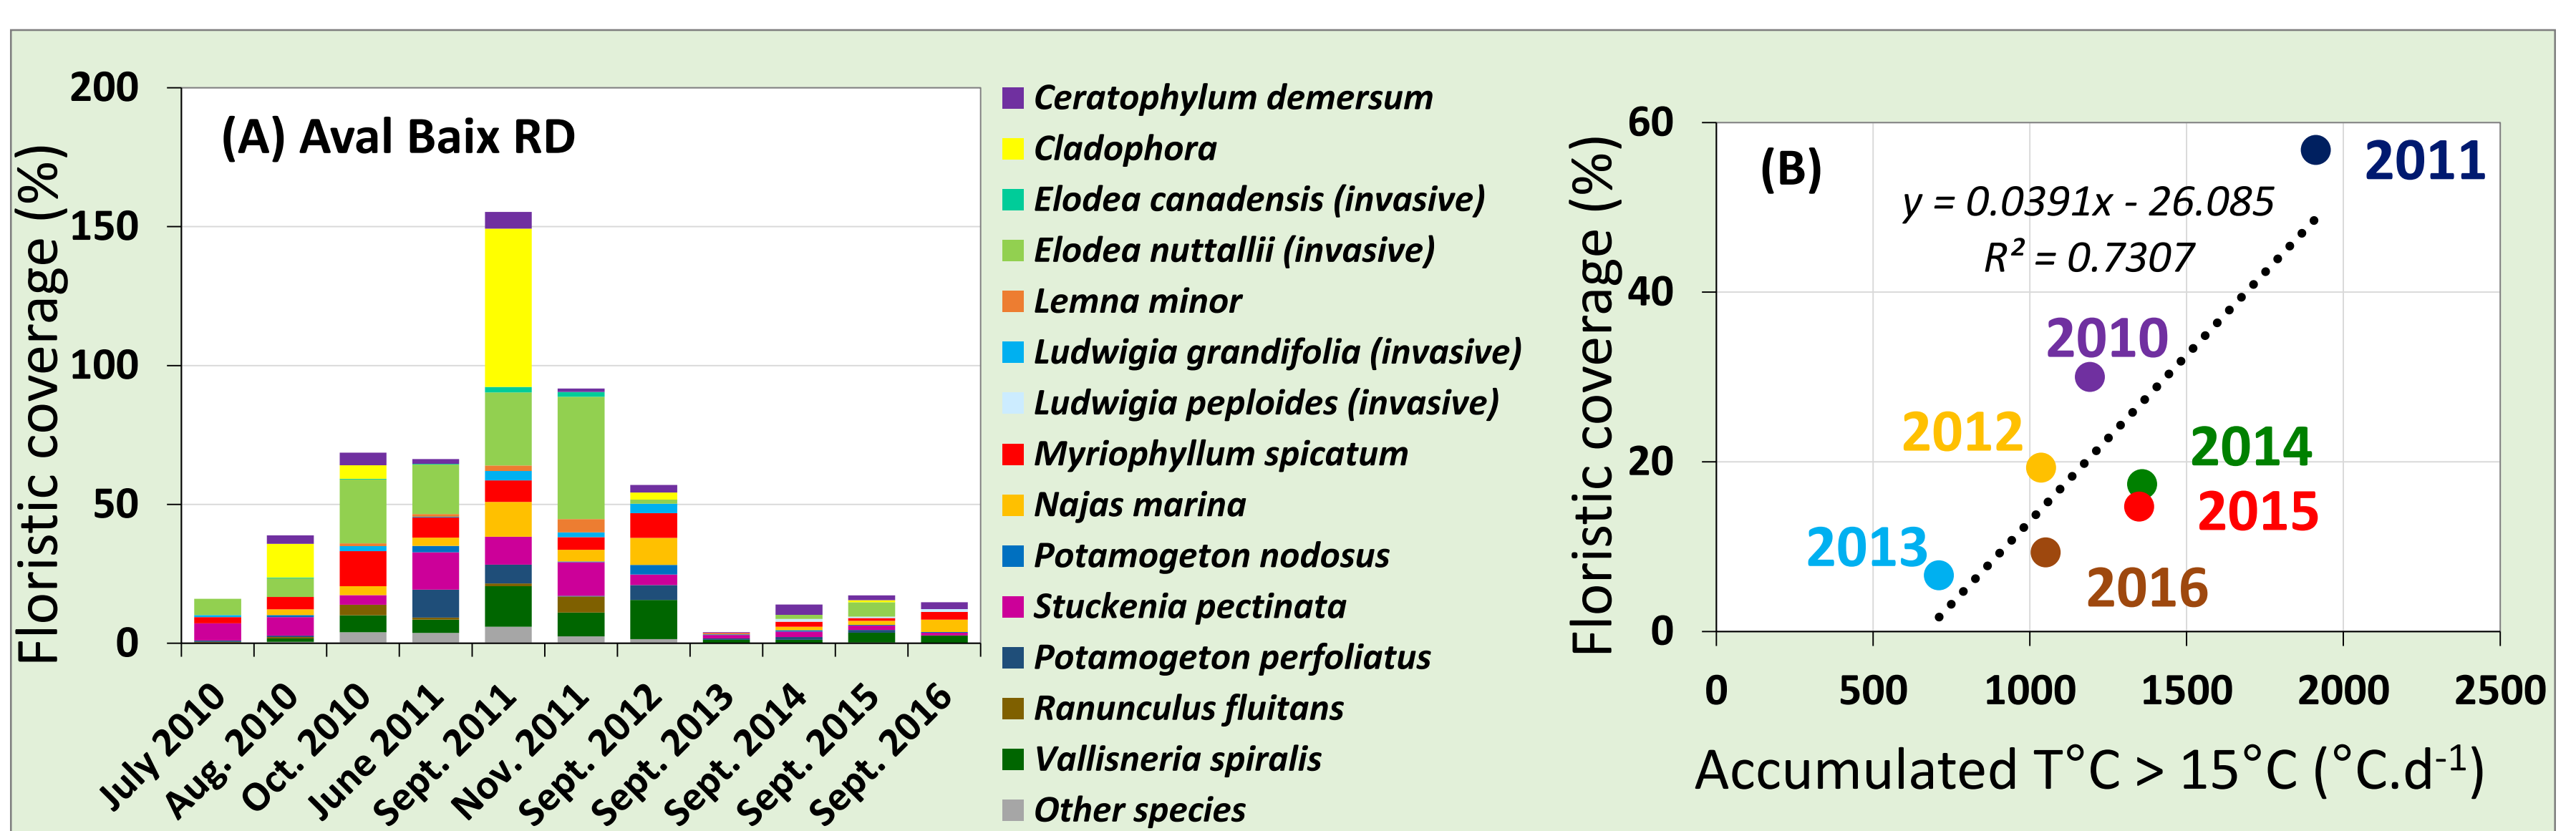 (A) Aval Baix RD
Floristic coverage (%)
200
150
100
50
0
July 2010
Aug. 2010
Oct. 2010
June 2011
Sept. 2011
Nov. 2011
Sept. 2012
Sept. 2013
Sept. 2014
Sept. 2015
Sept. 2016
Ceratophylum demersum
Cladophora
Elodea canadensis (invasive)
Elodea nuttallii (invasive)
Lemna minor
Ludwigia grandifolia (invasive)
Ludwigia peploides (invasive)
Myriophyllum spicatum
Najas marina
Potamogeton nodosus
Stuckenia pectinata
Potamogeton perfoliatus
Ranunculus fluitans
Vallisneria spiralis
Other species
(B)
Floristic coverage (%)
60
40
20
0
y = 0.0391x - 26.085
R² = 0.7307
2011
2010
2012
2014
2015
2013
2016
0 500 1000 1500 2000 2500
Accumulated T°C > 15°C (°C.d⁻¹)